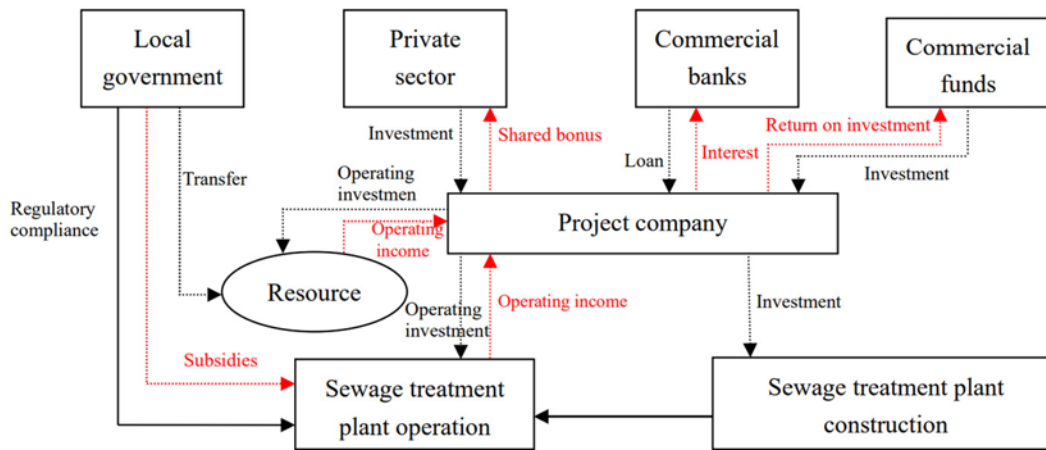 Local
government
Private
sector
Commercial
banks
Commercial
funds
Investment
Shared bonus
Return on investment
Loan
Interest
Investment
Transfer
Operating
investmen
Regulatory
compliance
Project company
Operating
income
Resource
Operating
investment
Operating income
Investment
Subsidies
Sewage treatment
plant operation
Sewage treatment plant
construction